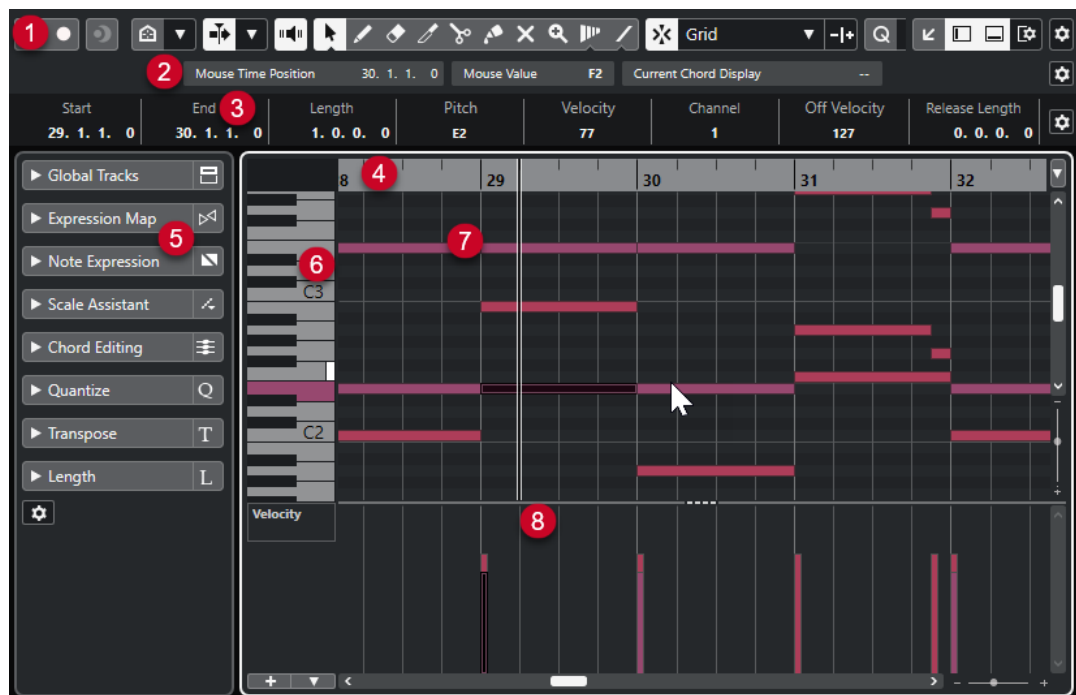 1
Grid
Q
2
Mouse Time Position 30. 1. 1. 0 Mouse Value F2 Current Chord Display --
3
Start End Length Pitch Velocity Channel Off Velocity Release Length
29. 1. 1. 0 30. 1. 1. 0 1. 0. 0. 0 E2 77 1 127 0. 0. 0. 0
4
8 29 30 31 32
Global Tracks
Expression Map
5
Note Expression
Scale Assistant
Chord Editing
Quantize Q
Transpose T
Length L
6
7
C3
C2
Velocity
8